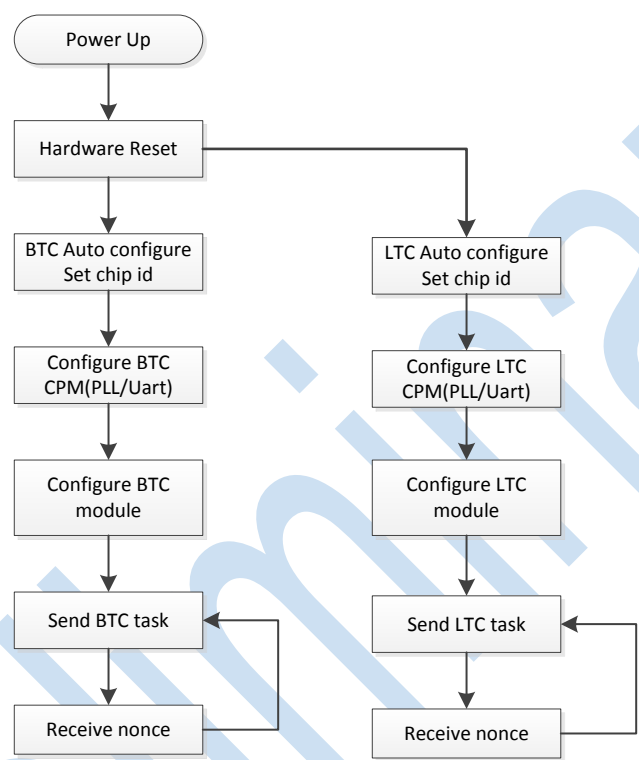 Power Up
Hardware Reset
BTC Auto configure
Set chip id
LTC Auto configure
Set chip id
Configure BTC
CPM(PLL/Uart)
Configure LTC
CPM(PLL/Uart)
Configure BTC
module
Configure LTC
module
Send BTC task
Send LTC task
Receive nonce
Receive nonce